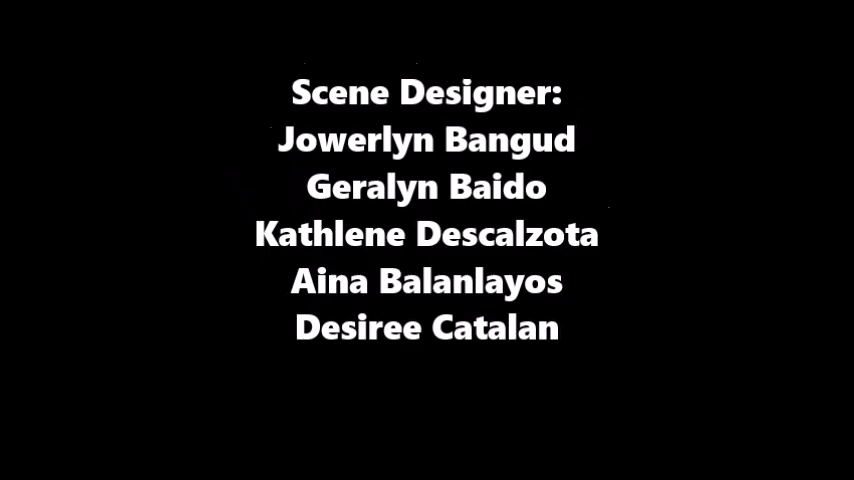 Scene Designer:
Jowerlyn Bangud
Geralyn Baido
Kathlene Descalzota
Aina Balanlayos
Desiree Catalan